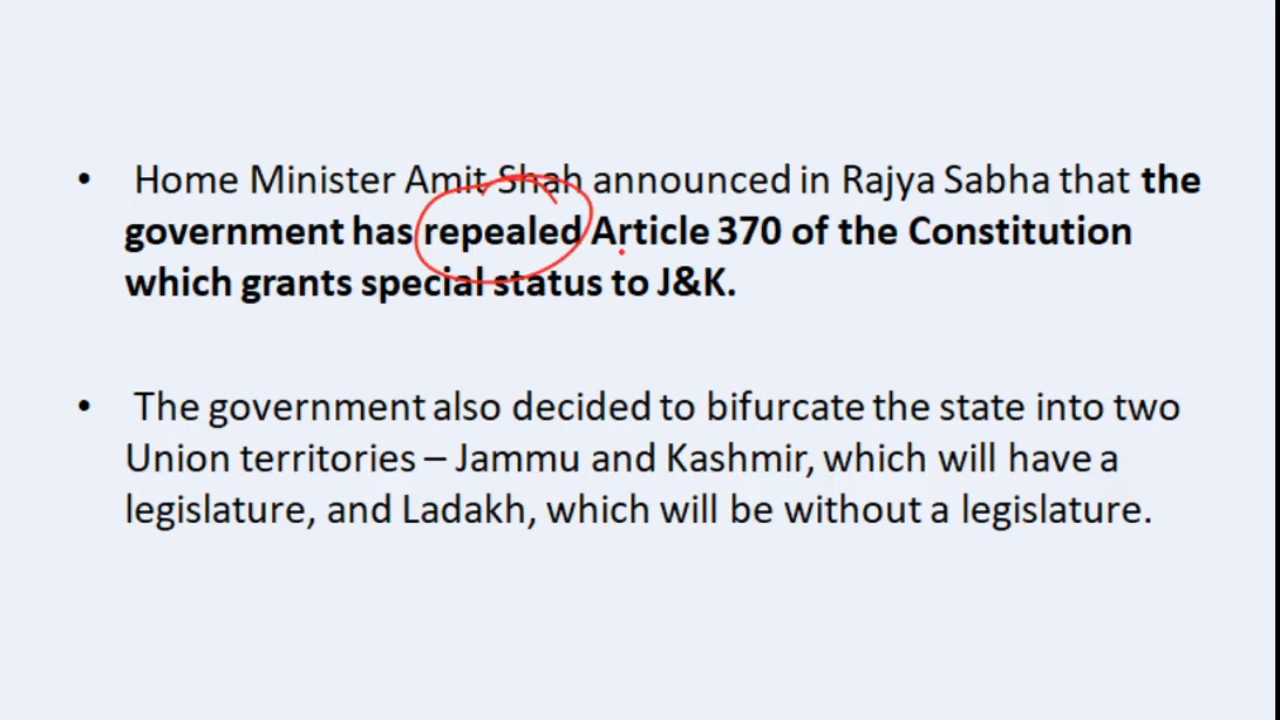 • Home Minister Amit Shah announced in Rajya Sabha that the
government has repealed Article 370 of the Constitution
which grants special status to J&K.
• The government also decided to bifurcate the state into two
Union territories – Jammu and Kashmir, which will have a
legislature, and Ladakh, which will be without a legislature.